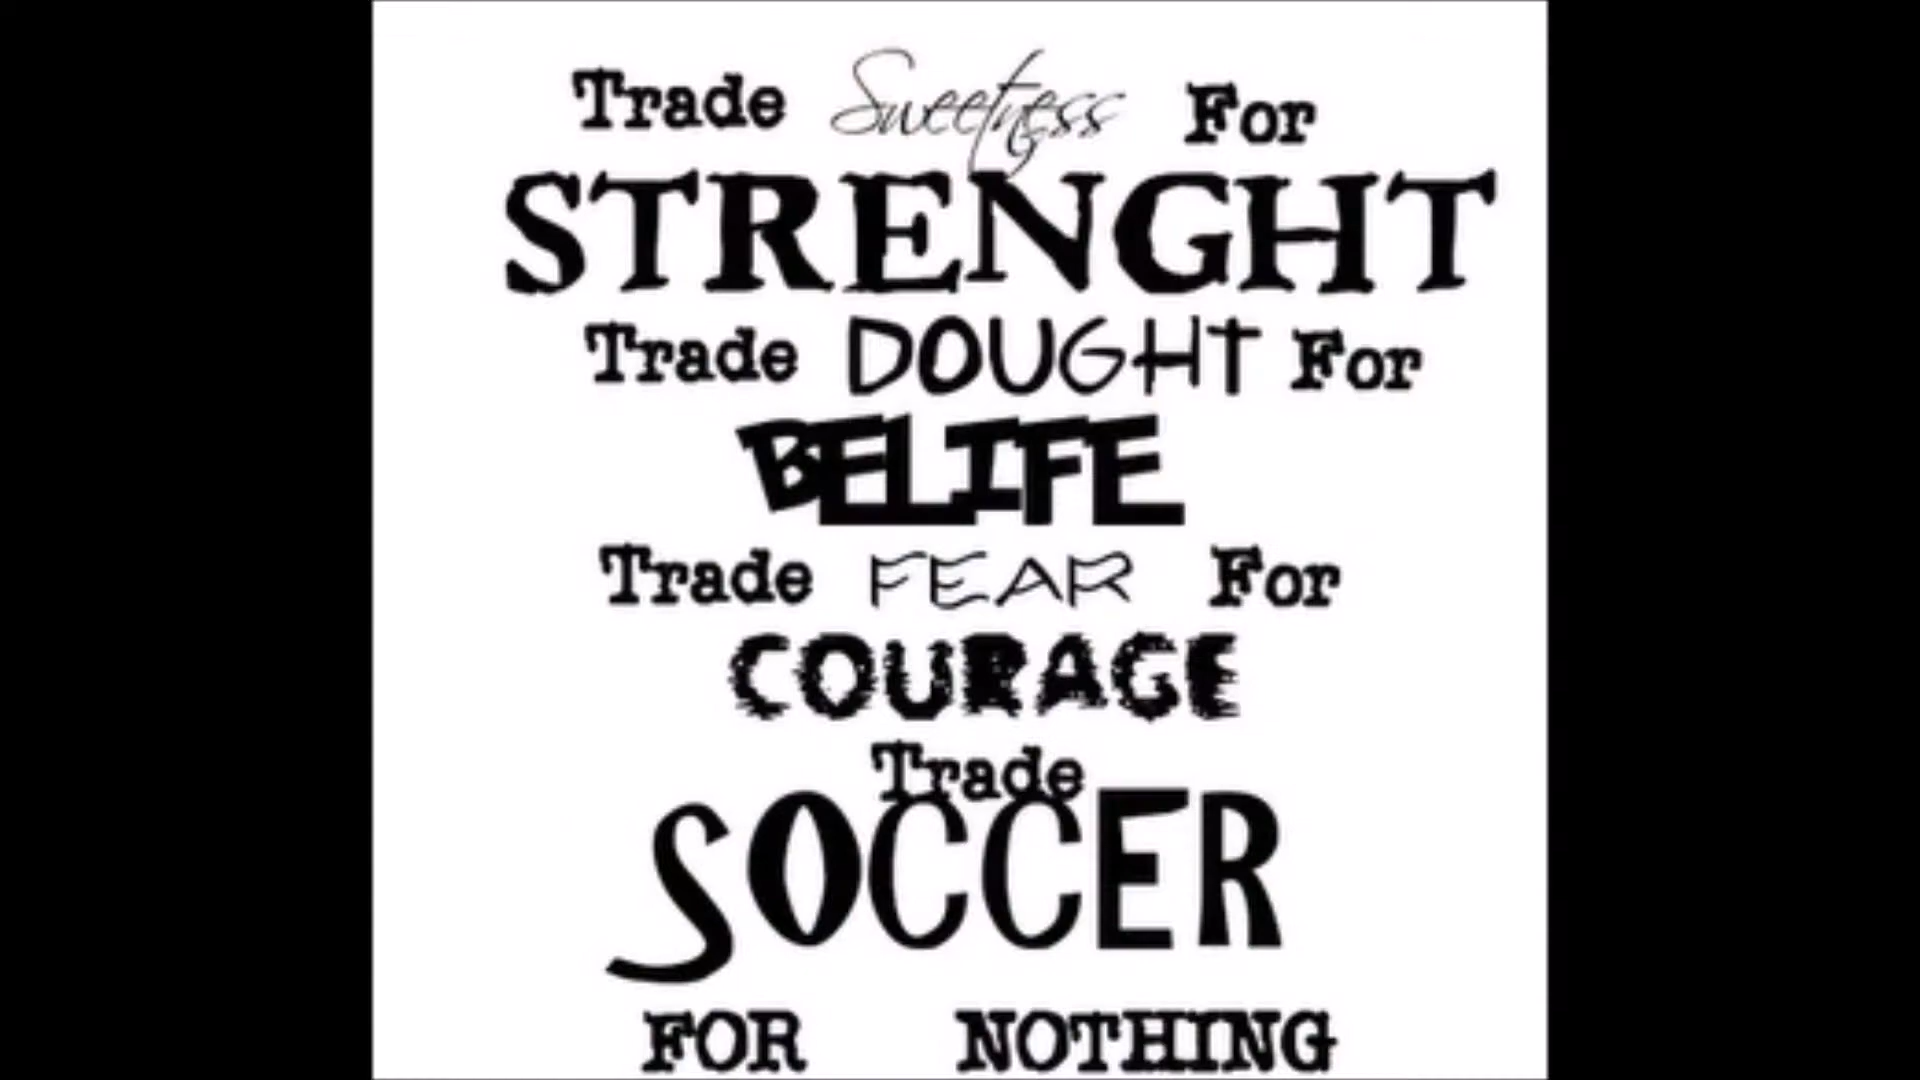 Trade Sweetness For
STRENGHT
Trade DOUGHT For
BELIFE
Trade FEAR For
COURAGE
Trade
SOCCER
FOR NOTHING